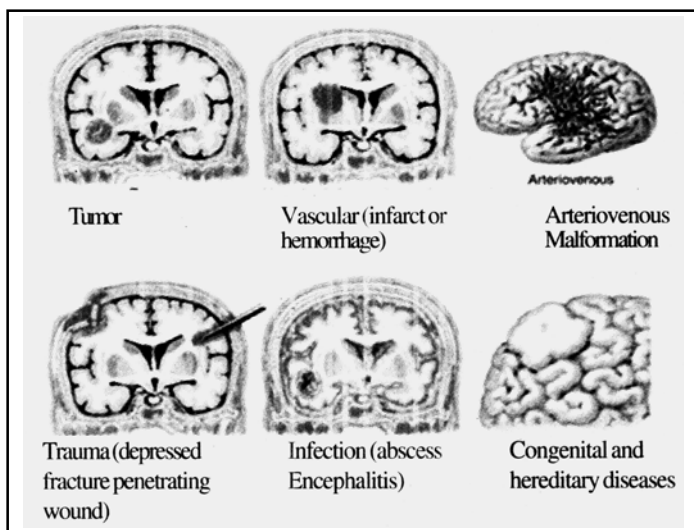 Arteriovenous
Tumor
Vascular (infarct or
hemorrhage)
Arteriovenous
Malformation
Trauma (depressed
fracture penetrating
wound)
Infection (abscess
Encephalitis)
Congenital and
hereditary diseases